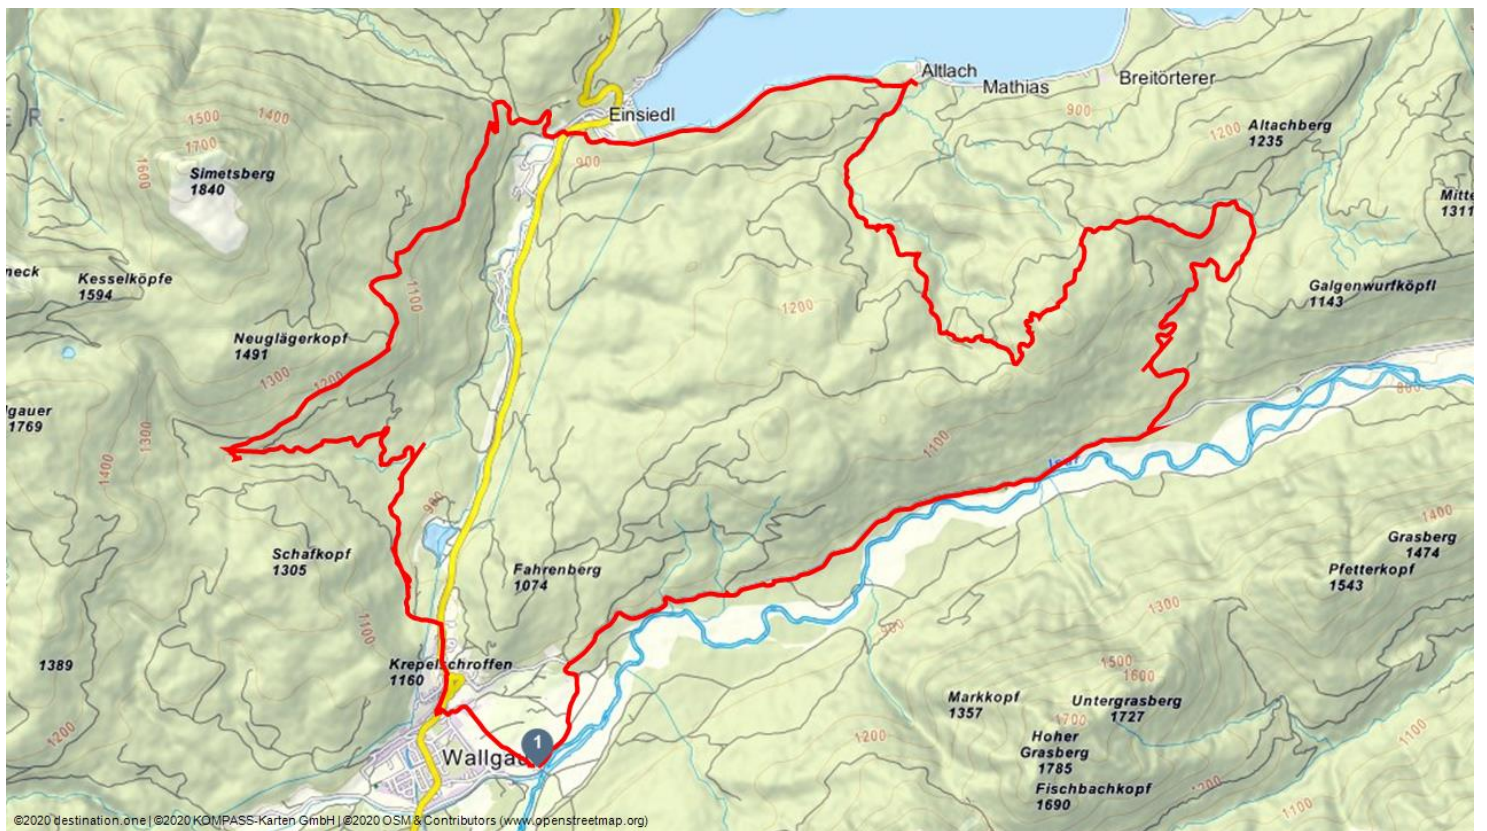 Altlach
Mathias
Breitörterer
Einsiedl
900
1500
1400
1700
1600
Simetsberg
1840
900
1200
Altachberg
1235
Mitte
1311
E R -
neck
Kesselköpfe
1594
1100
1200
Galgenwurfköpfl
1143
Neuglägerkopf
1491
1300
1200
lgauer
1769
1300
1400
900
1100
Isar
800
Schafkopf
1305
Fahrenberg
1074
1400
Grasberg
1474
Pfetterkopf
1543
1100
900
1300
1389
Krepelschroffen
1160
1500
1600
Markkopf
1357
Untergrasberg
1727
1700
1200
1200
Hoher
Grasberg
1785
1100
Wallgau
1
Fischbachkopf
1690
1200
1100
©2020 destination.one | ©2020 KOMPASS-Karten GmbH | ©2020 OSM & Contributors (www.openstreetmap.org)